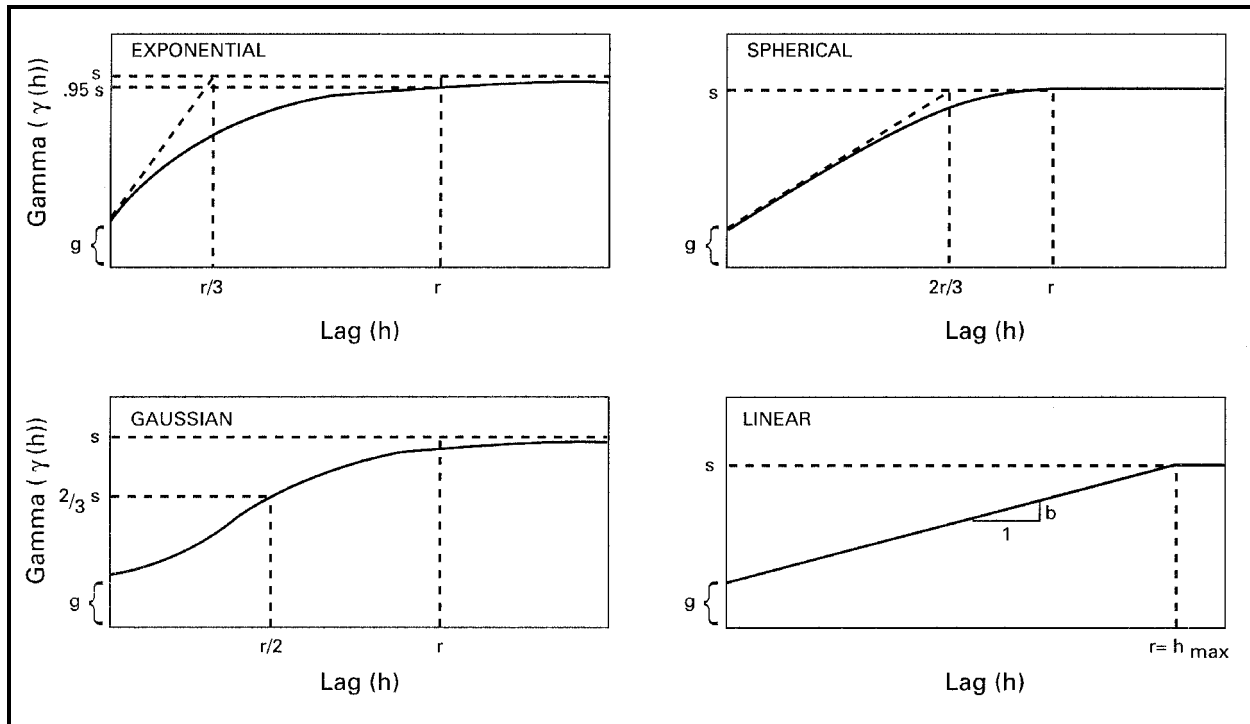 EXPONENTIAL
Gamma ( γ (h))
s
.95 s
g
r/3
r
Lag (h)
SPHERICAL
s
g
2r/3
r
Lag (h)
GAUSSIAN
Gamma ( γ (h))
s
2/3 s
g
r/2
r
Lag (h)
LINEAR
s
b
1
g
r= h max
Lag (h)